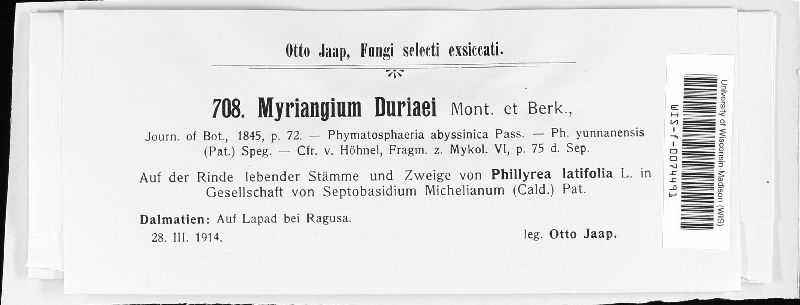 Otto Jaap, Fungi selecti exsiccati.
708. Myriangium Duriaei Mont. et Berk.,
Journ. of Bot., 1845, p. 72. — Phymatosphaeria abyssinica Pass. — Ph. yunnanensis
(Pat.) Speg. — Cfr. v. Höhnel, Fragm. z. Mykol. VI, p. 75 d. Sep.
Auf der Rinde lebender Stämme und Zweige von Phillyrea latifolia L. in
Gesellschaft von Septobasidium Michelianum (Cald.) Pat.
Dalmatien: Auf Lapad bei Ragusa.
28. III. 1914.
leg. Otto Jaap.
University of Wisconsin Madison (WIS)
WIS-f-0074491